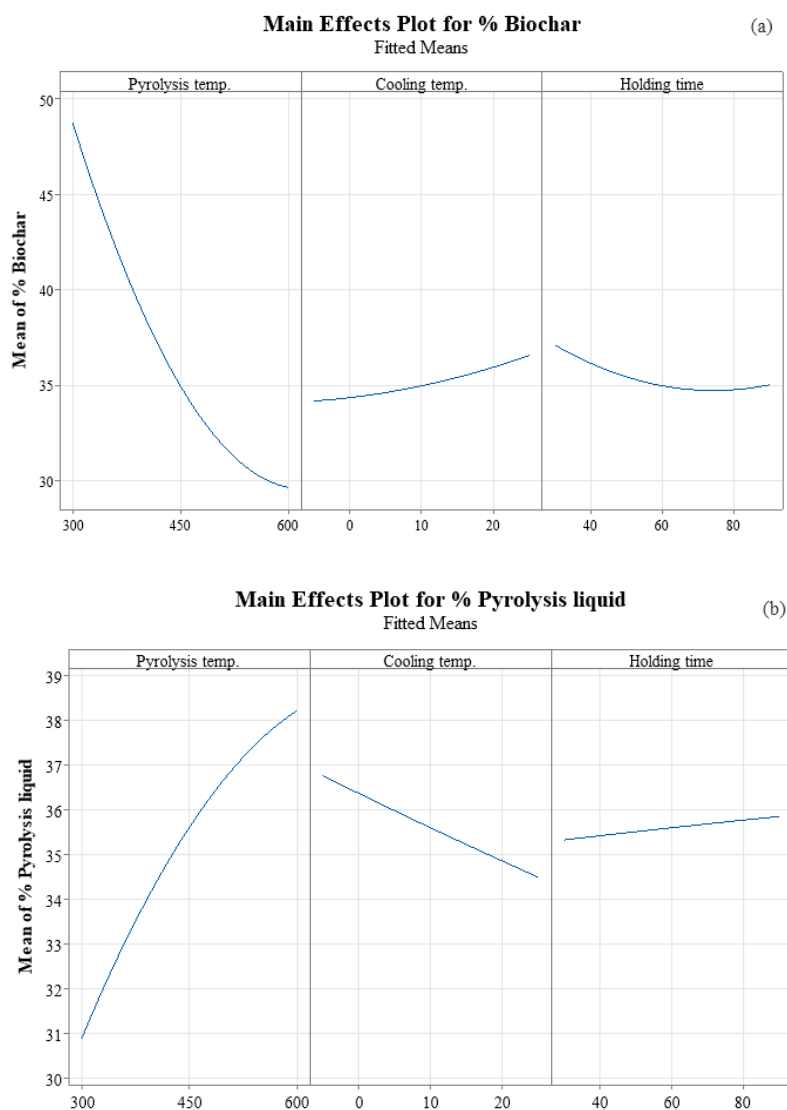 Main Effects Plot for % Biochar
(a)
Fitted Means
Pyrolysis temp.
Cooling temp.
Holding time
50
45
40
35
30
Mean of % Biochar
300
450
600
0
10
20
40
60
80
Main Effects Plot for % Pyrolysis liquid
(b)
Fitted Means
Pyrolysis temp.
Cooling temp.
Holding time
39
38
37
36
35
34
33
32
31
30
Mean of % Pyrolysis liquid
300
450
600
0
10
20
40
60
80